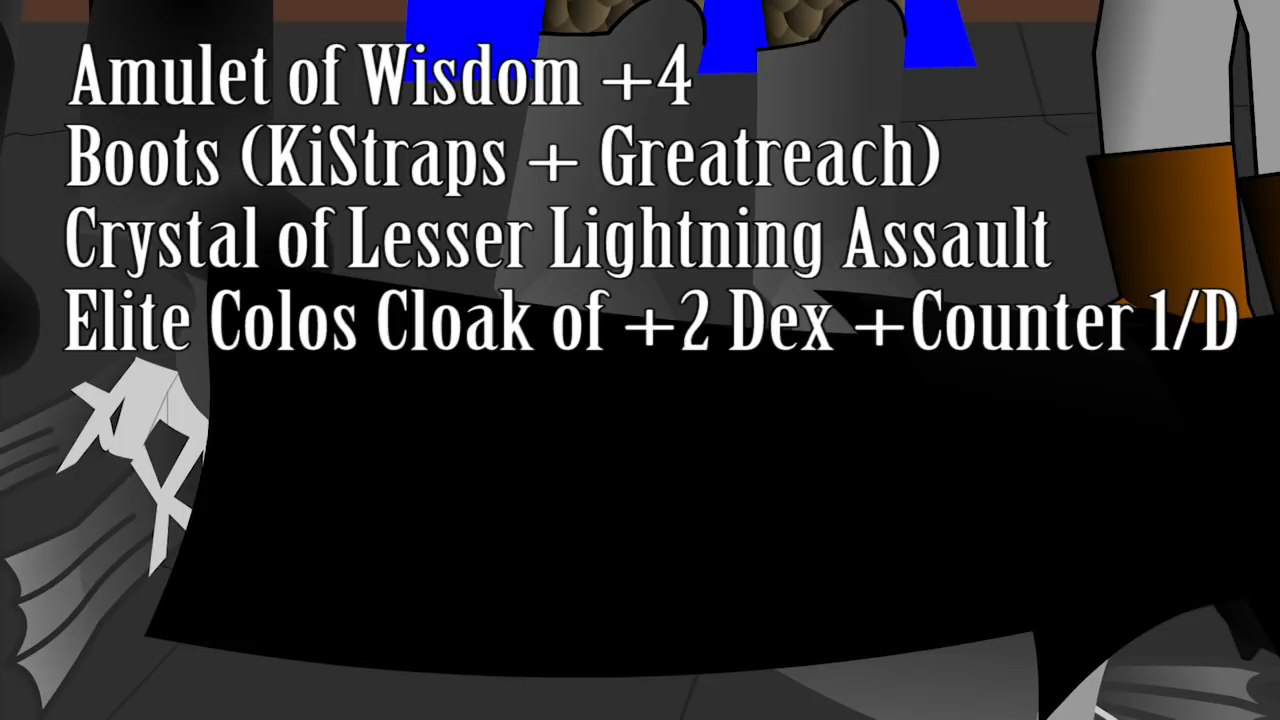 Amulet of Wisdom +4
Boots (KiStraps + Greatreach)
Crystal of Lesser Lightning Assault
Elite Colos Cloak of +2 Dex +Counter 1/D